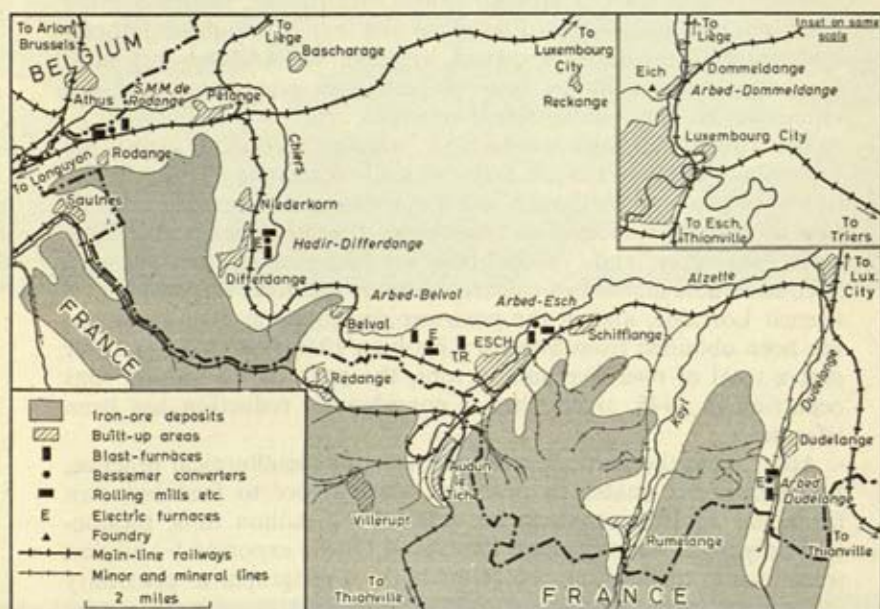 To Arlon
Brussels
BELGIUM
To
Liège
Bascharage
To
Luxembourg
City
Reckange
Athus
S.M.M. de
Rodange
Pétange
Chiers
To Longuyon
Rodange
Saulnes
Niederkorn
Hadir-Differdange
Differdange
FRANCE
Inset on same
scale
To
Liège
Eich
Dommeldange
Arbed-Dommeldange
Luxembourg City
To Esch,
Thionville
To
Triers
Arbed-Belval
Arbed-Esch
Alzette
To
Lux.
City
Belval
E
T.R.
ESCH
Schifflange
Redange
Kayl
Dudelange
Dudelange
Audun
le
Tiche
Villerupt
Rumelange
E
Arbed
Dudelange
To
Thionville
To
Thionville
FRANCE
E
Iron-ore deposits
Built-up areas
Blast-furnaces
Bessemer converters
Rolling mills etc.
E Electric furnaces
Foundry
Main-line railways
Minor and mineral lines
2 miles